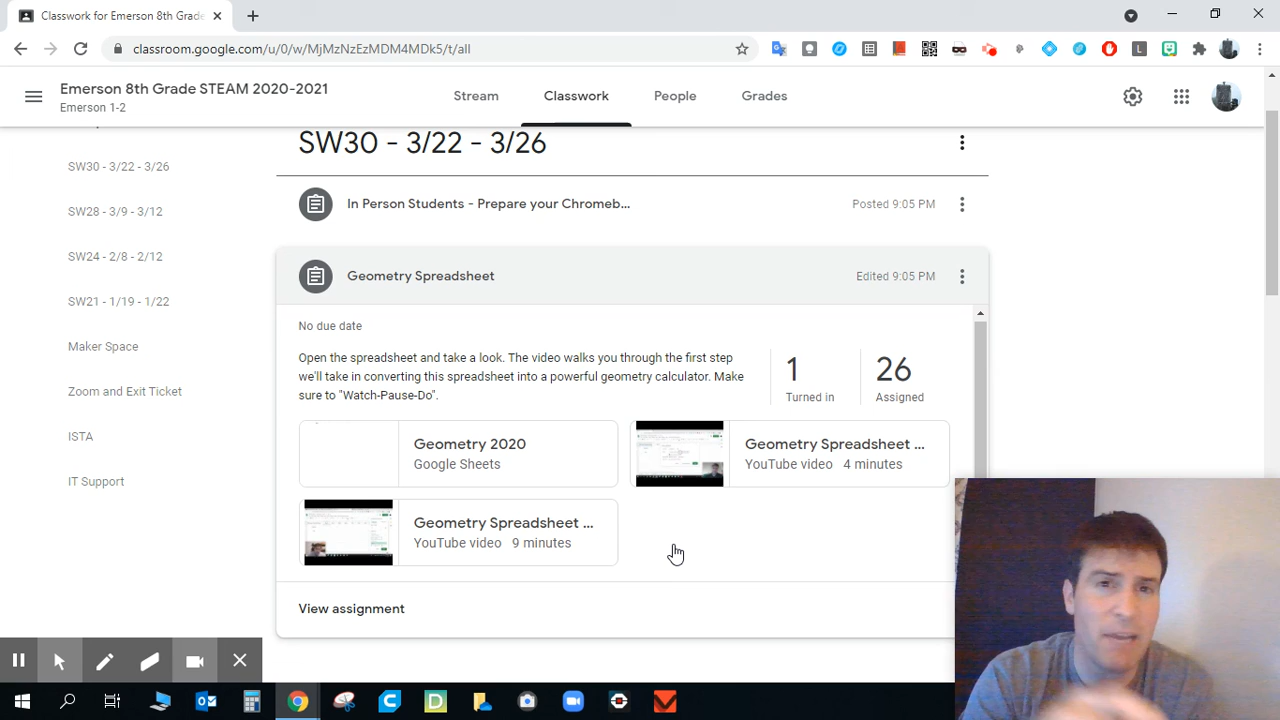 Classwork for Emerson 8th Grade
classroom.google.com/u/0/w/MjMzNzEzMDM4MDk5/t/all
Emerson 8th Grade STEAM 2020-2021
Emerson 1-2
Stream
Classwork
People
Grades
SW30 - 3/22 - 3/26
SW28 - 3/9 - 3/12
SW24 - 2/8 - 2/12
SW21 - 1/19 - 1/22
Maker Space
Zoom and Exit Ticket
ISTA
IT Support
SW30 - 3/22 - 3/26
In Person Students - Prepare your Chromeb...
Posted 9:05 PM
Geometry Spreadsheet
Edited 9:05 PM
No due date
Open the spreadsheet and take a look. The video walks you through the first step
we'll take in converting this spreadsheet into a powerful geometry calculator. Make
sure to "Watch-Pause-Do".
1
Turned in
26
Assigned
Geometry 2020
Google Sheets
Geometry Spreadsheet ...
YouTube video 4 minutes
Geometry Spreadsheet ...
YouTube video 9 minutes
View assignment